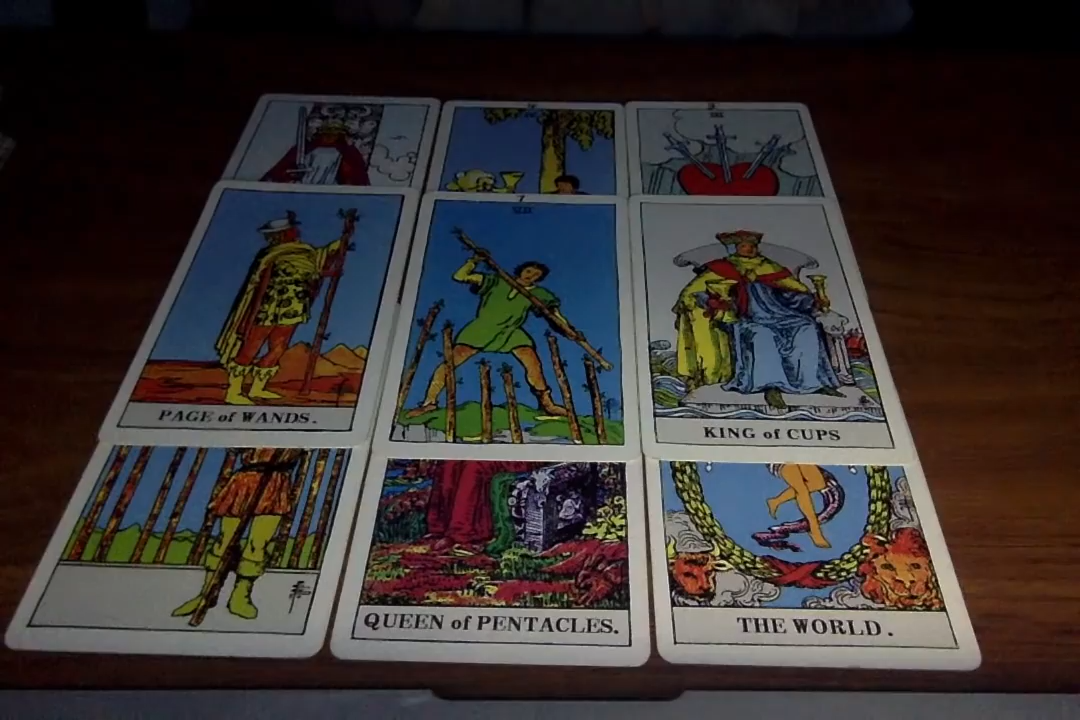 VII
PAGE of WANDS.
KING of CUPS
QUEEN of PENTACLES.
THE WORLD.